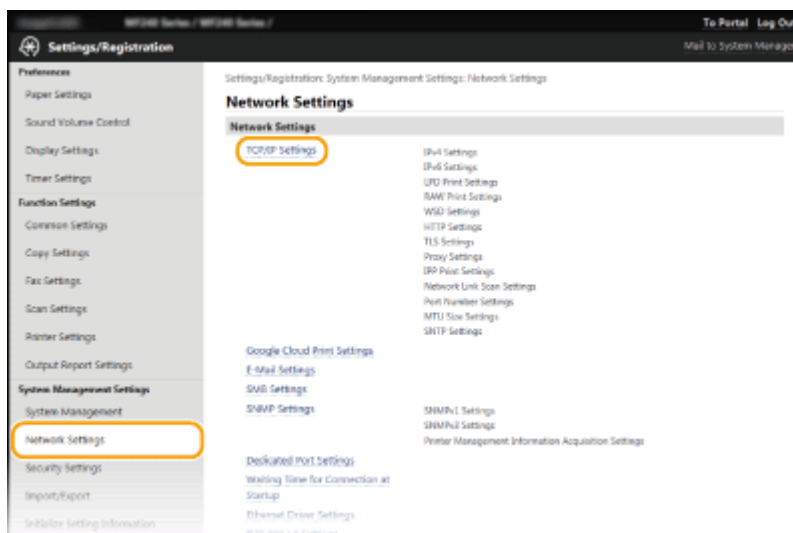 MF240 Series / MF240 Series /
To Portal Log Ou
Settings/Registration
Mail to System Manage
Preferences
Paper Settings
Sound Volume Control
Display Settings
Timer Settings
Function Settings
Common Settings
Copy Settings
Fax Settings
Scan Settings
Printer Settings
Output Report Settings
System Management Settings
System Management
Network Settings
Security Settings
Import/Export
Initialize Setting Information
Settings/Registration: System Management Settings: Network Settings
Network Settings
Network Settings
TCP/IP Settings
IPv4 Settings
IPv6 Settings
LPD Print Settings
RAW Print Settings
WSD Settings
HTTP Settings
TLS Settings
Proxy Settings
IPP Print Settings
Network Link Scan Settings
Port Number Settings
MTU Size Settings
SNTP Settings
Google Cloud Print Settings
E-Mail Settings
SMB Settings
SNMP Settings
SNMPv1 Settings
SNMPv3 Settings
Printer Management Information Acquisition Settings
Dedicated Port Settings
Waiting Time for Connection at
Startup
Ethernet Driver Settings